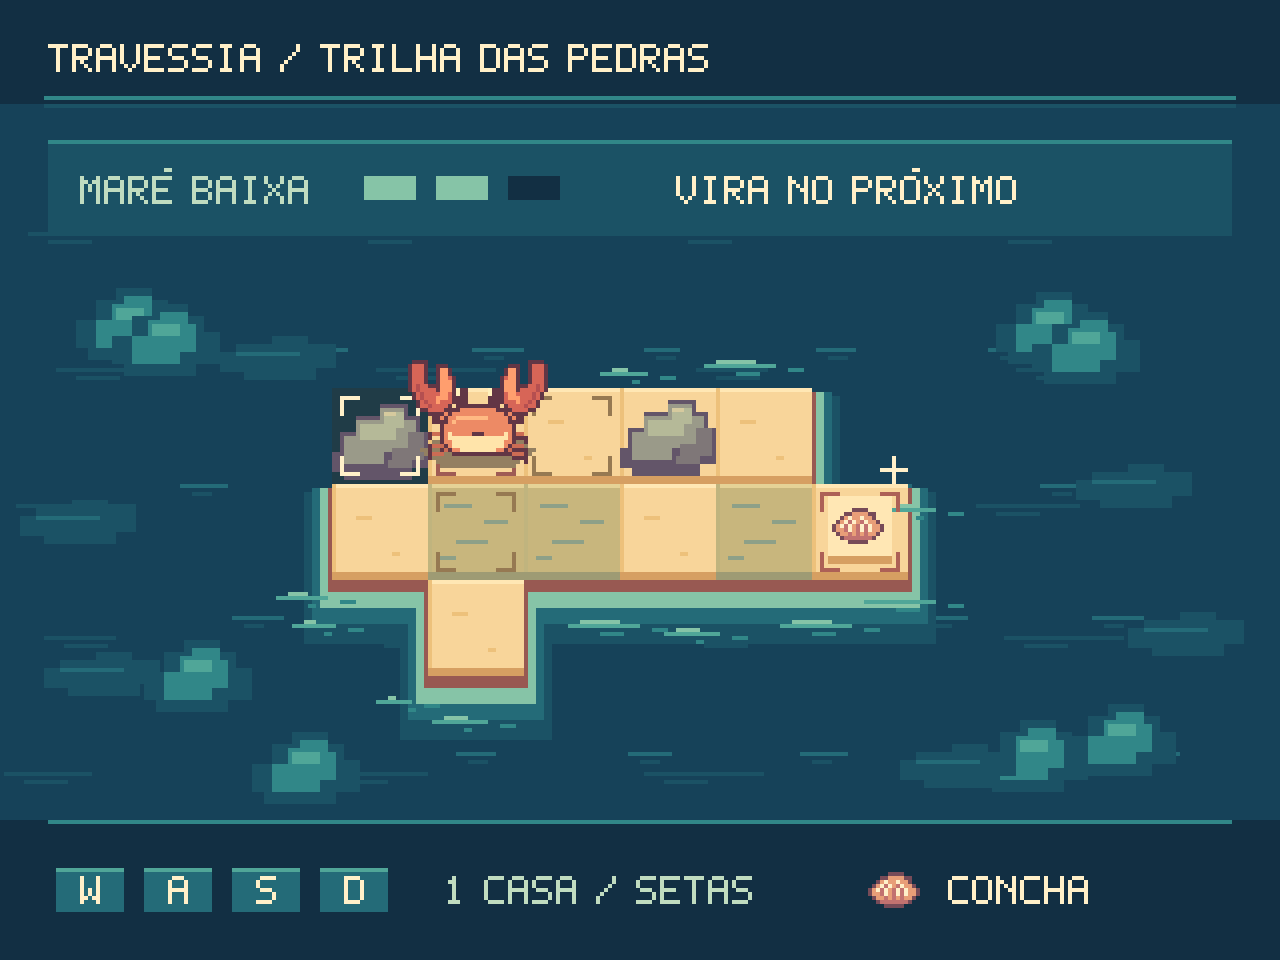 TRAVESSIA / TRILHA DAS PEDRAS
MARÉ BAIXA VIRA NO PRÓXIMO
W A S D 1 CASA / SETAS CONCHA